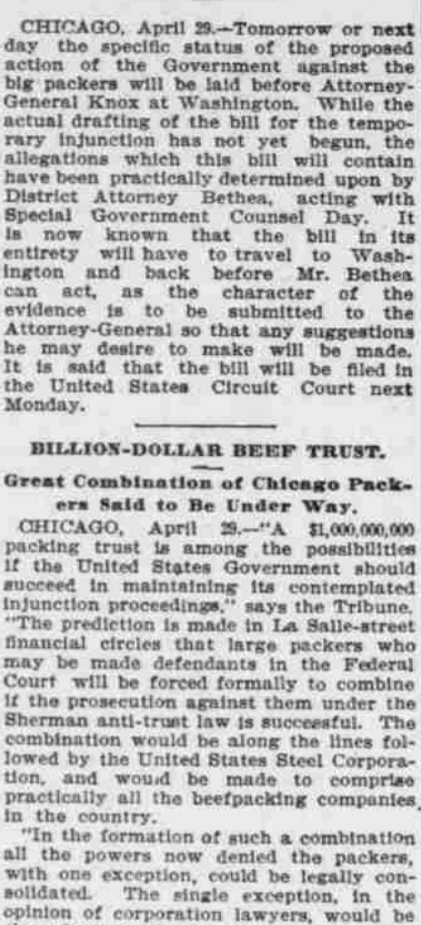 CHICAGO, April 29.—Tomorrow or next
day the specific status of the proposed
action of the Government against the
big packers will be laid before Attorney-
General Knox at Washington. While the
actual drafting of the bill for the tempo-
rary injunction has not yet begun, the
allegations which this bill will contain
have been practically determined upon by
District Attorney Bethea, acting with
Special Government Counsel Day. It
is now known that the bill in its
entirety will have to travel to Wash-
ington and back before Mr. Bethea
can act, as the character of the
evidence is to be submitted to the
Attorney-General so that any suggestions
he may desire to make will be made.
It is said that the bill will be filed in
the United States Circuit Court next
Monday.
BILLION-DOLLAR BEEF TRUST.
Great Combination of Chicago Pack-
ers Said to Be Under Way.
CHICAGO, April 29.—"A $1,000,000,000
packing trust is among the possibilities
if the United States Government should
succeed in maintaining its contemplated
injunction proceedings," says the Tribune.
"The prediction is made in La Salle-street
financial circles that large packers who
may be made defendants in the Federal
Court will be forced formally to combine
if the prosecution against them under the
Sherman anti-trust law is successful. The
combination would be along the lines fol-
lowed by the United States Steel Corpora-
tion, and would be made to comprise
practically all the beefpacking companies
in the country.
"In the formation of such a combination
all the powers now denied the packers,
with one exception, could be legally con-
solidated. The single exception, in the
opinion of corporation lawyers, would be